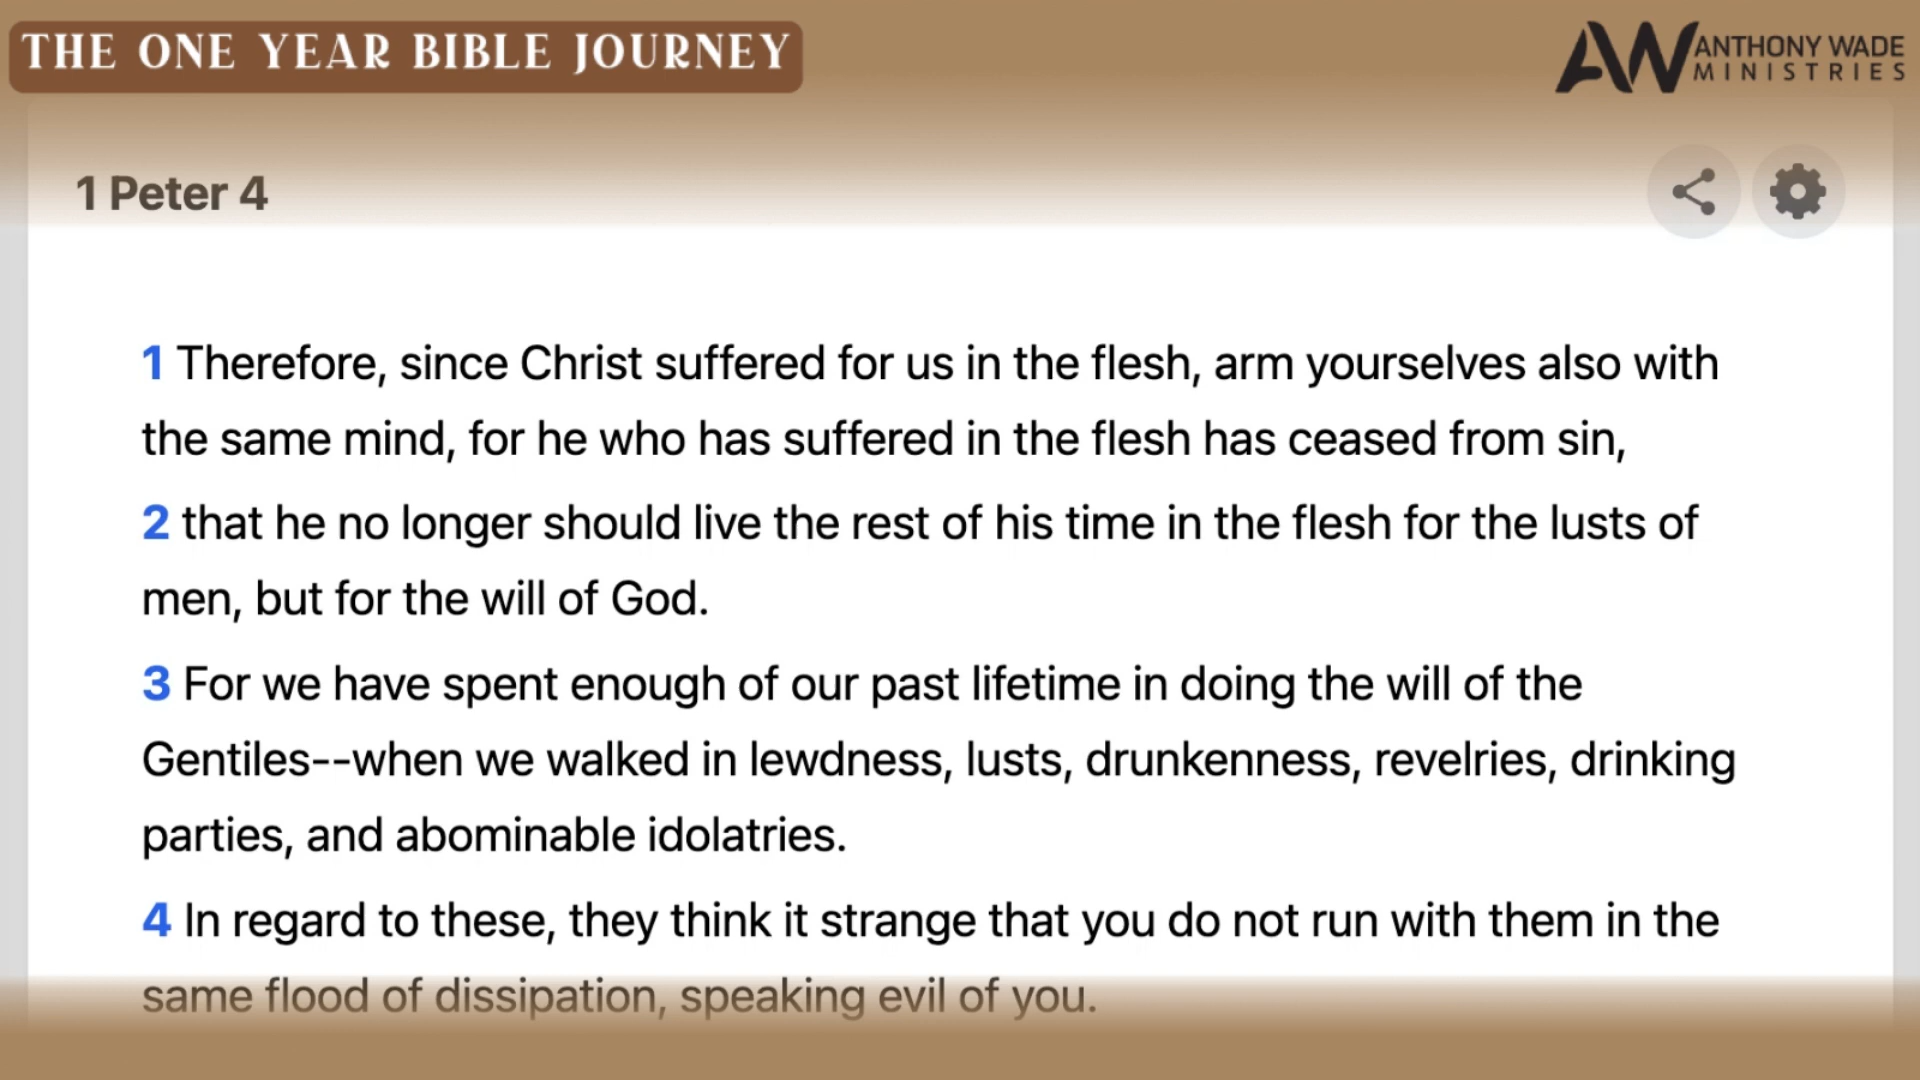 THE ONE YEAR BIBLE JOURNEY
AW ANTHONY WADE
MINISTRIES
1 Peter 4
1 Therefore, since Christ suffered for us in the flesh, arm yourselves also with
the same mind, for he who has suffered in the flesh has ceased from sin,
2 that he no longer should live the rest of his time in the flesh for the lusts of
men, but for the will of God.
3 For we have spent enough of our past lifetime in doing the will of the
Gentiles--when we walked in lewdness, lusts, drunkenness, revelries, drinking
parties, and abominable idolatries.
4 In regard to these, they think it strange that you do not run with them in the
same flood of dissipation, speaking evil of you.